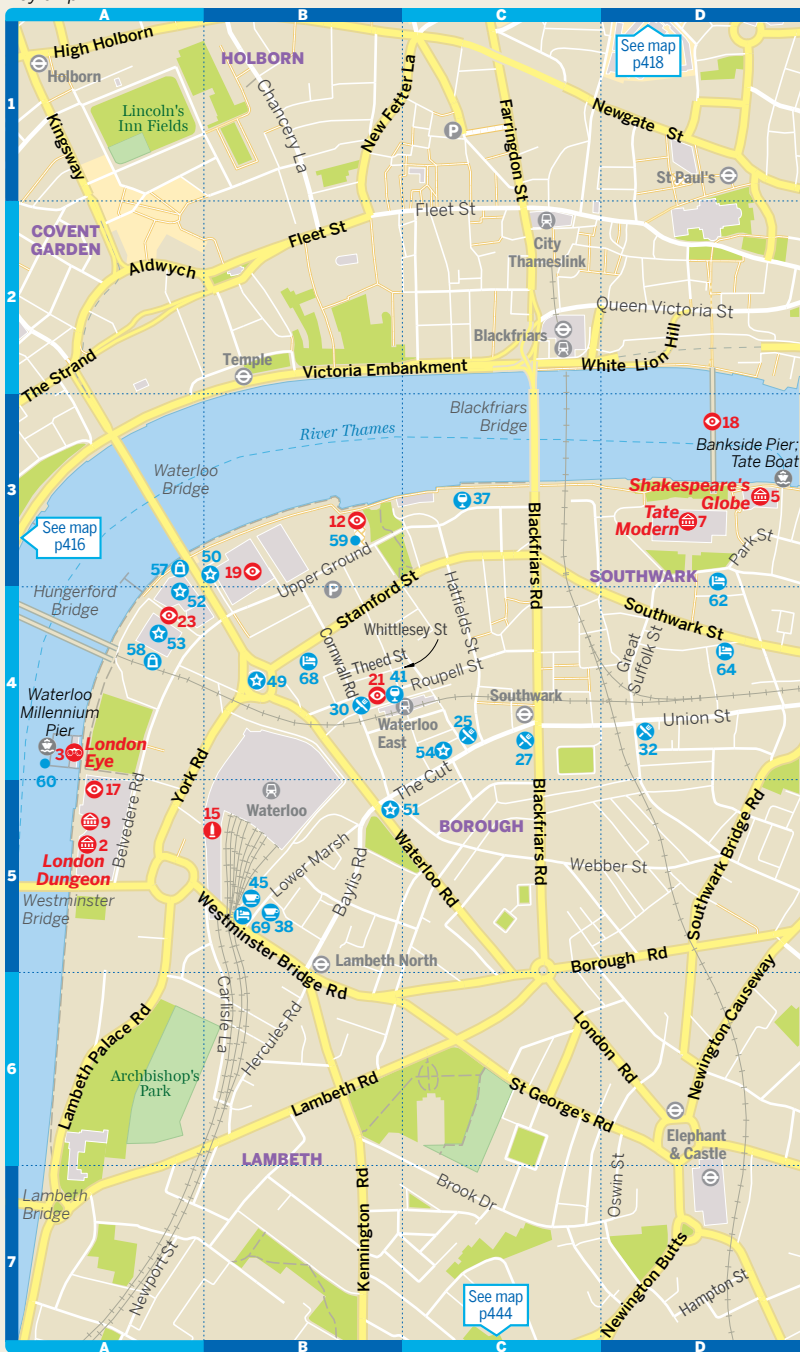 A
B
C
D
High Holborn
HOLBORN
See map
p418
Holborn
1
Lincoln's
Inn Fields
Chancery La
New Fetter La
Kingsway
P
Farringdon St
Newgate St
St Paul's
Fleet St
Fleet St
COVENT
GARDEN
City
Thameslink
Aldwych
2
Queen Victoria St
Blackfriars
White Lion Hill
Temple
Victoria Embankment
The Strand
Blackfriars
Bridge
River Thames
18
Bankside Pier;
Tate Boat
Waterloo
Bridge
3
37
Shakespeare's
Globe
5
Tate
Modern
7
12
59
See map
p416
Blackfriars Rd
Park St
57
50
19
Upper Ground
P
SOUTHWARK
62
Hungerford
Bridge
52
23
53
58
Stamford St
Hatfields St
Southwark St
Whittlesey St
Great
Suffolk St
64
Cornwall Rd
Theed St
Roupell St
49
68
21
41
30
4
Waterloo
Millennium
Pier
Waterloo
East
Southwark
Union St
25
54
27
32
3
London
Eye
60
York Rd
The Cut
17
Belvedere Rd
15
Waterloo
51
BOROUGH
Blackfriars Rd
9
2
London
Dungeon
5
Lower Marsh
Baylis Rd
Waterloo Rd
Webber St
Southwark Bridge Rd
Westminster
Bridge
45
69
38
Westminster Bridge Rd
Lambeth North
Borough Rd
Carlisle La
Hercules Rd
Newington Causeway
London Rd
6
Lambeth Palace Rd
Archbishop's
Park
Lambeth Rd
St George's Rd
Elephant
& Castle
LAMBETH
Lambeth
Bridge
Kennington Rd
Brook Dr
Oswin St
7
Newport St
See map
p444
Newington Butts
Hampton St
A
B
C
D